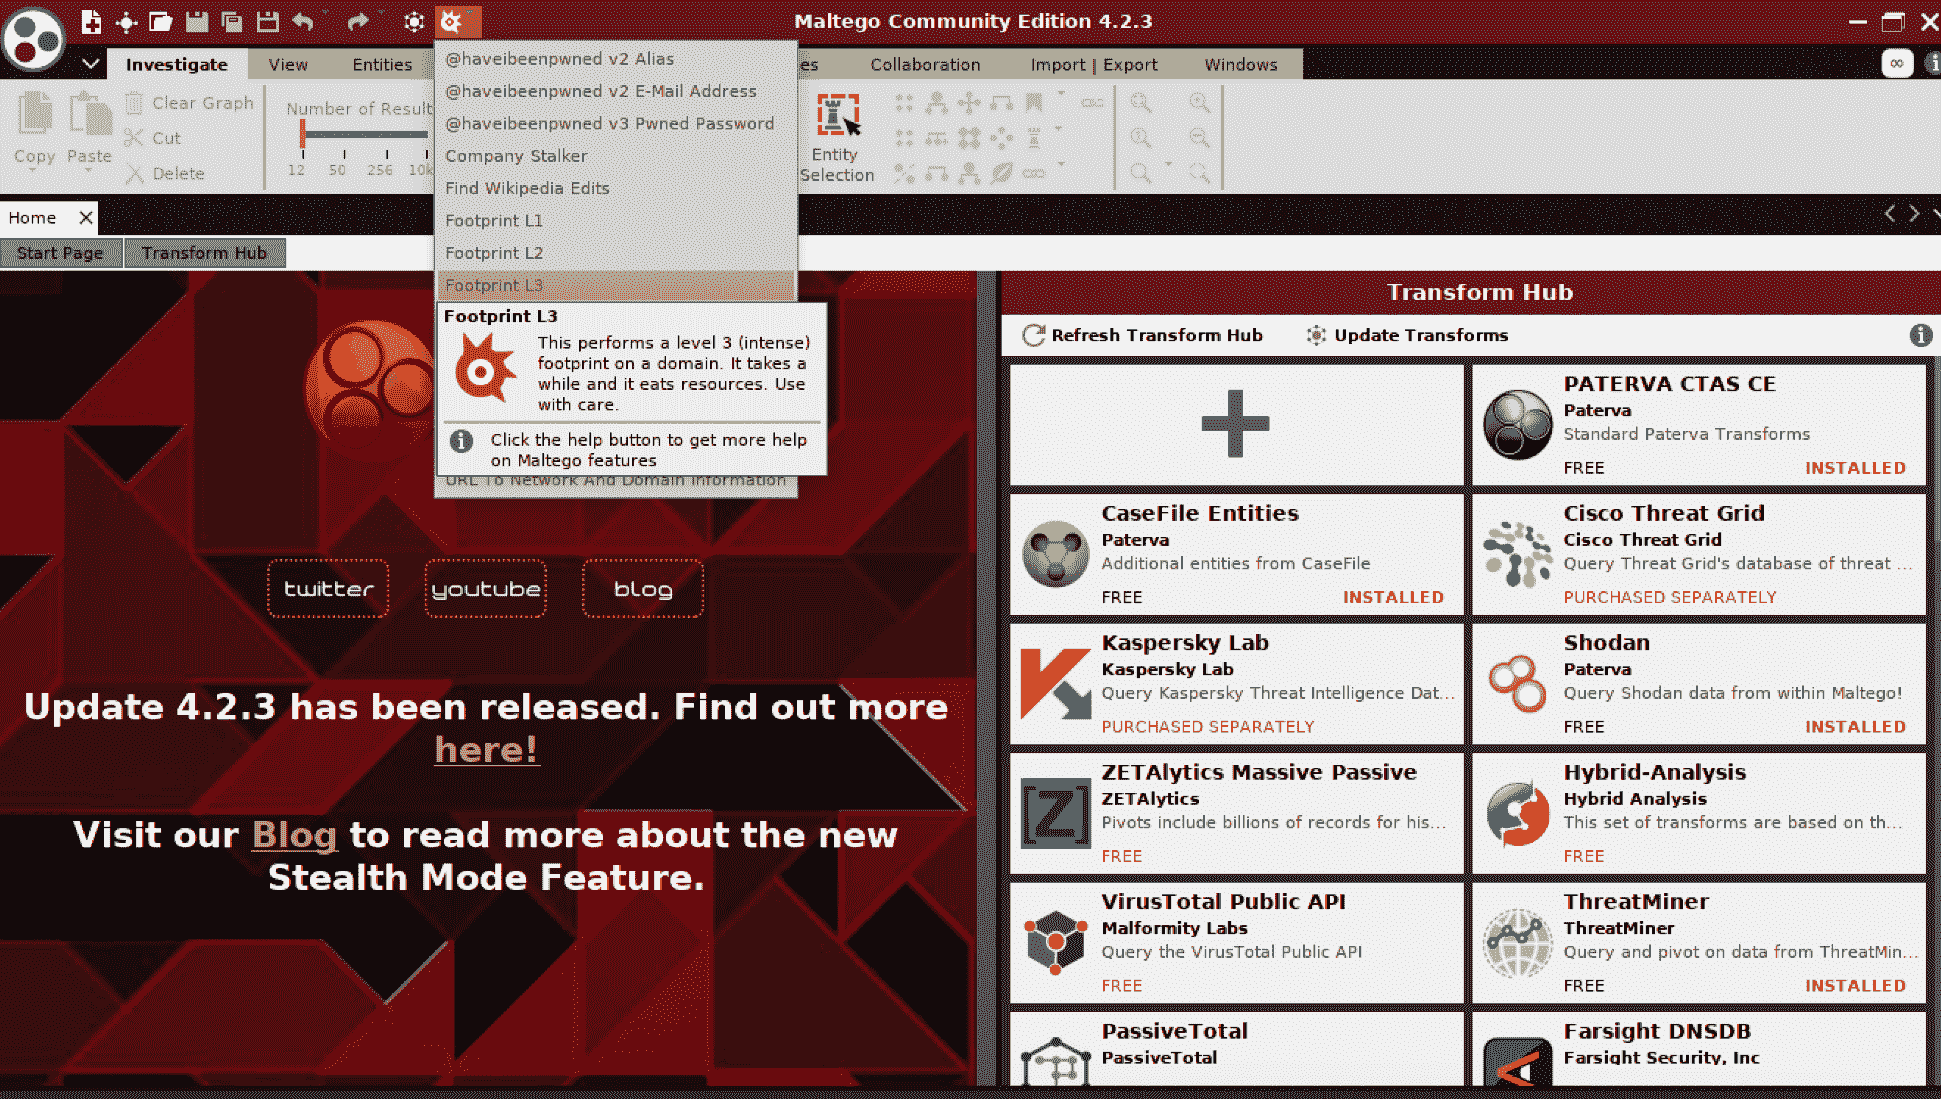 Maltego Community Edition 4.2.3
Investigate
View
Entities
es
Collaboration
Import | Export
Windows
Copy
Paste
Clear Graph
Cut
Delete
Number of Result
12 50 256 10k
Entity
Selection
@haveibeenpwned v2 Alias
@haveibeenpwned v2 E-Mail Address
@haveibeenpwned v3 Pwned Password
Company Stalker
Find Wikipedia Edits
Footprint L1
Footprint L2
Footprint L3
Footprint L3
This performs a level 3 (intense)
footprint on a domain. It takes a
while and it eats resources. Use
with care.
Click the help button to get more help
on Maltego features
URL To Network And Domain Information
Home
Start Page
Transform Hub
twitter
youtube
blog
Update 4.2.3 has been released. Find out more
here!
Visit our Blog to read more about the new
Stealth Mode Feature.
Transform Hub
Refresh Transform Hub
Update Transforms
PATERVA CTAS CE
Paterva
Standard Paterva Transforms
FREE
INSTALLED
CaseFile Entities
Paterva
Additional entities from CaseFile
FREE
INSTALLED
Cisco Threat Grid
Cisco Threat Grid
Query Threat Grid's database of threat ...
PURCHASED SEPARATELY
Kaspersky Lab
Kaspersky Lab
Query Kaspersky Threat Intelligence Dat...
PURCHASED SEPARATELY
Shodan
Paterva
Query Shodan data from within Maltego!
FREE
INSTALLED
ZETAlytics Massive Passive
ZETAlytics
Pivots include billions of records for his...
FREE
Hybrid-Analysis
Hybrid Analysis
This set of transforms are based on th...
FREE
VirusTotal Public API
Malformity Labs
Query the VirusTotal Public API
FREE
ThreatMiner
ThreatMiner
Query and pivot on data from ThreatMin...
FREE
INSTALLED
PassiveTotal
PassiveTotal
Farsight DNSDB
Farsight Security, Inc